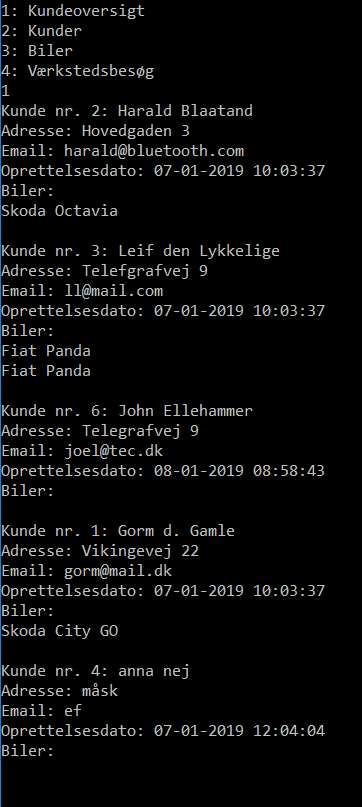 1: Kundeoversigt
2: Kunder
3: Biler
4: Værkstedsbesøg
1
Kunde nr. 2: Harald Blaatand
Adresse: Hovedgaden 3
Email: harald@bluetooth.com
Oprettelsesdato: 07-01-2019 10:03:37
Biler:
Skoda Octavia
Kunde nr. 3: Leif den Lykkelige
Adresse: Telefgrafvej 9
Email: ll@mail.com
Oprettelsesdato: 07-01-2019 10:03:37
Biler:
Fiat Panda
Fiat Panda
Kunde nr. 6: John Ellehammer
Adresse: Telegrafvej 9
Email: joel@tec.dk
Oprettelsesdato: 08-01-2019 08:58:43
Biler:
Kunde nr. 1: Gorm d. Gamle
Adresse: Vikingevej 22
Email: gorm@mail.dk
Oprettelsesdato: 07-01-2019 10:03:37
Biler:
Skoda City GO
Kunde nr. 4: anna nej
Adresse: måsk
Email: ef
Oprettelsesdato: 07-01-2019 12:04:04
Biler: